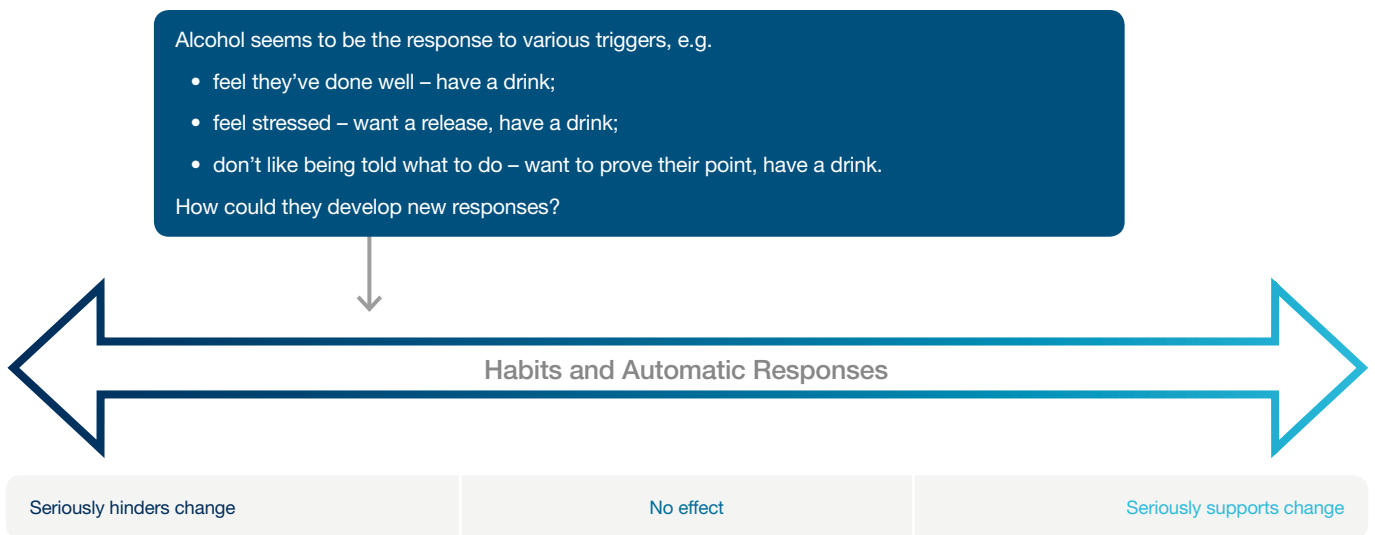 Alcohol seems to be the response to various triggers, e.g.
• feel they’ve done well – have a drink;
• feel stressed – want a release, have a drink;
• don’t like being told what to do – want to prove their point, have a drink.
How could they develop new responses?
Habits and Automatic Responses
Seriously hinders change
No effect
Seriously supports change